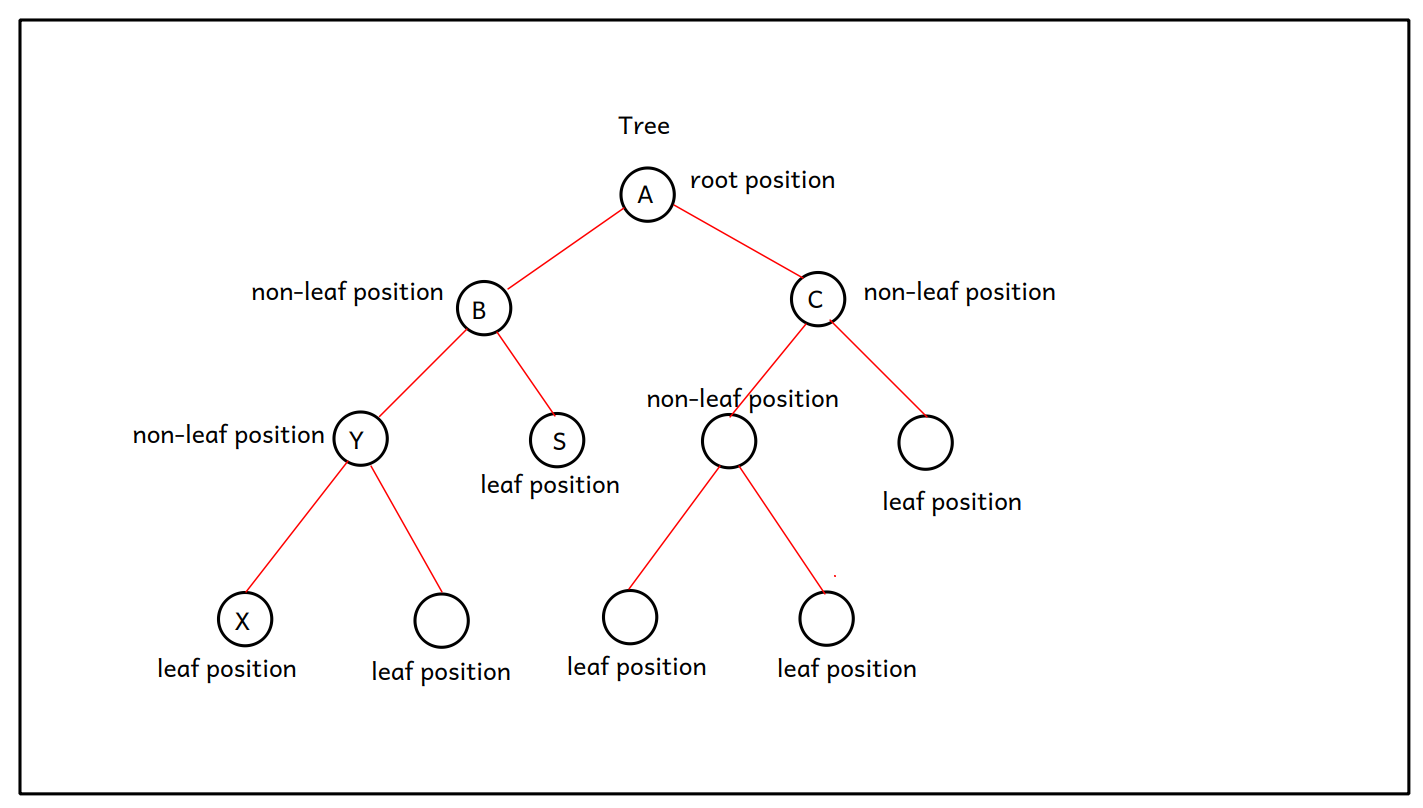 Tree
A
root position
non-leaf position
B
C
non-leaf position
non-leaf position
non-leaf position
Y
S
leaf position
leaf position
X
leaf position
leaf position
leaf position
leaf position